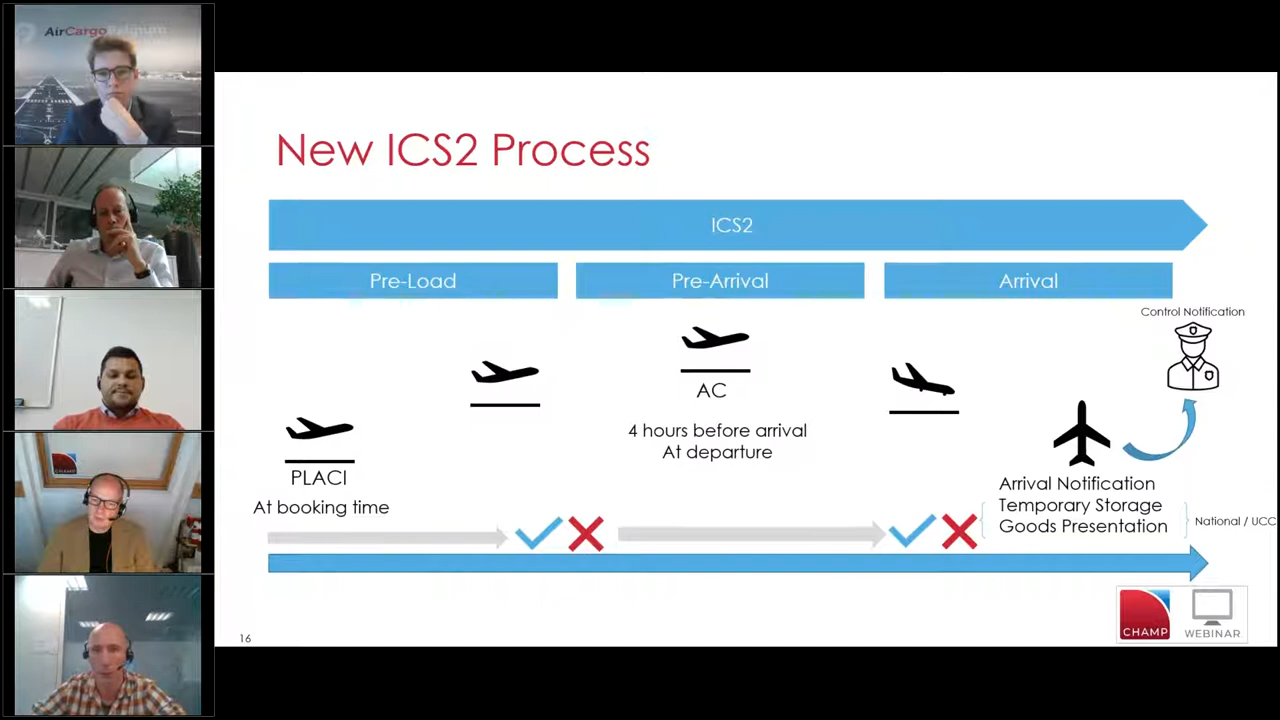 AirCargo Belgium
New ICS2 Process
ICS2
Pre-Load
Pre-Arrival
Arrival
Control Notification
AC
4 hours before arrival
At departure
PLACI
At booking time
Arrival Notification
Temporary Storage
Goods Presentation
National / UCC
CHAMP
WEBINAR
16
CHAMP